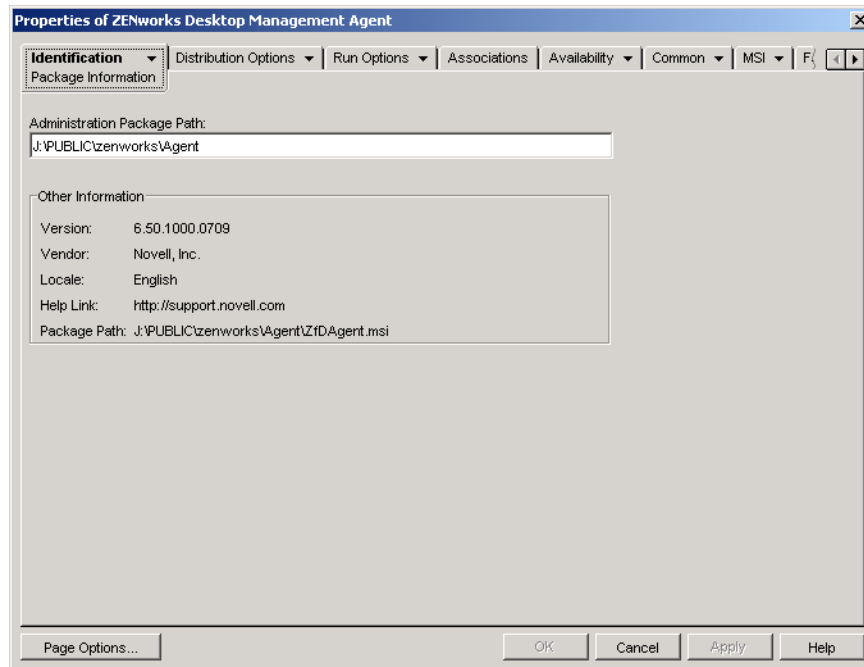 Properties of ZENworks Desktop Management Agent
Identification Distribution Options Run Options Associations Availability Common MSI
Package Information
Administration Package Path:
J:\PUBLIC\zenworks\Agent
Other Information
Version: 6.50.1000.0709
Vendor: Novell, Inc.
Locale: English
Help Link: http://support.novell.com
Package Path: J:\PUBLIC\zenworks\Agent\ZfDAgent.msi
Page Options... OK Cancel Apply Help